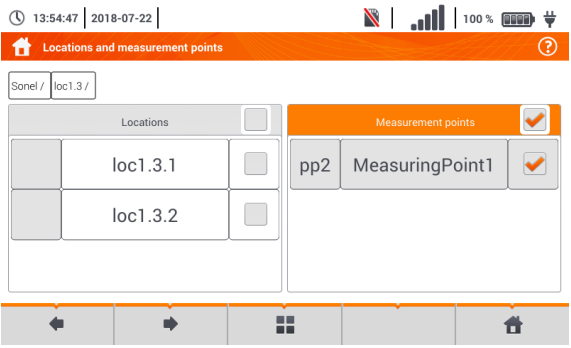 13:54:47 2018-07-22 100 %
Locations and measurement points ?
Sonel / loc1.3 /
Locations Measurement points
loc1.3.1 pp2 MeasuringPoint1
loc1.3.2